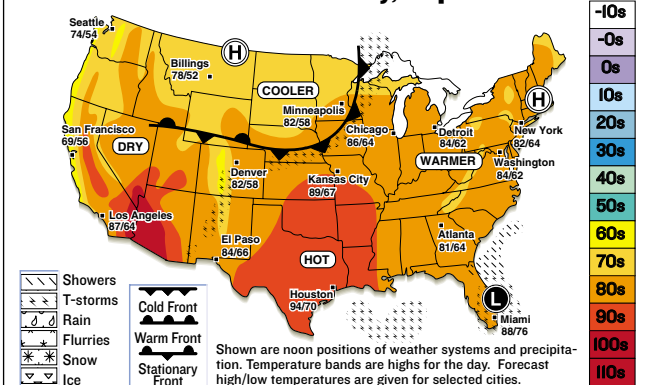 Seattle
74/54
Billings
78/52
H
COOLER
Minneapolis
82/58
H
San Francisco
69/56
DRY
Chicago
86/64
Detroit
84/62
New York
82/64
WARMER
Washington
84/62
Denver
82/58
Kansas City
89/67
Los Angeles
87/64
El Paso
84/66
Atlanta
81/64
HOT
Houston
94/70
L
Miami
88/76
-10s
-0s
0s
10s
20s
30s
40s
50s
60s
70s
80s
90s
100s
110s
Showers
T-storms
Rain
Flurries
Snow
Ice
Cold Front
Warm Front
Stationary
Front
Shown are noon positions of weather systems and precipita-
tion. Temperature bands are highs for the day. Forecast
high/low temperatures are given for selected cities.